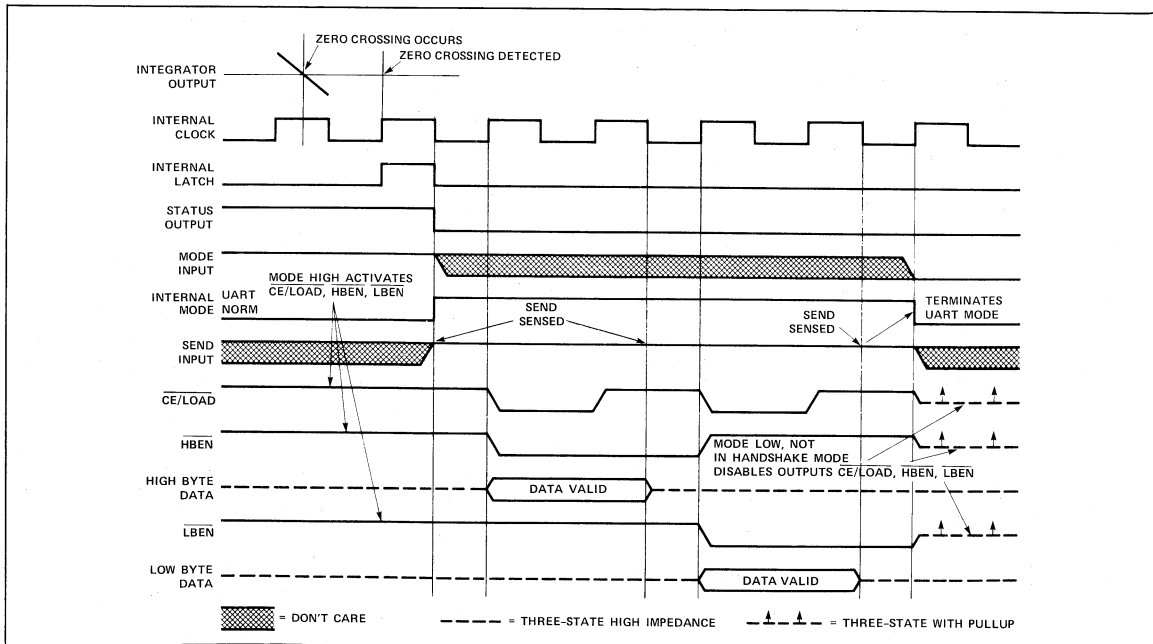 ZERO CROSSING OCCURS
ZERO CROSSING DETECTED
INTEGRATOR
OUTPUT
INTERNAL
CLOCK
INTERNAL
LATCH
STATUS
OUTPUT
MODE
INPUT
MODE HIGH ACTIVATES
CE/LOAD, HBEN, LBEN
INTERNAL
MODE
UART
NORM
SEND
SENSED
SEND
SENSED
TERMINATES
UART MODE
SEND
INPUT
CE/LOAD
HBEN
MODE LOW, NOT
IN HANDSHAKE MODE
DISABLES OUTPUTS CE/LOAD, HBEN, LBEN
HIGH BYTE
DATA
DATA VALID
LBEN
LOW BYTE
DATA
DATA VALID
= DON'T CARE
= THREE-STATE HIGH IMPEDANCE
= THREE-STATE WITH PULLUP